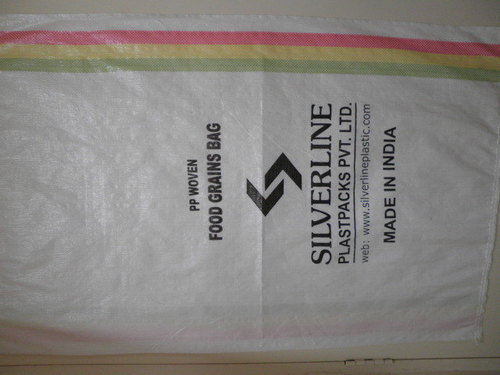 PP WOVEN
FOOD GRAINS BAG
SILVERLINE
PLASTPACKS PVT. LTD.
web: www.silverlineplastic.com
MADE IN INDIA